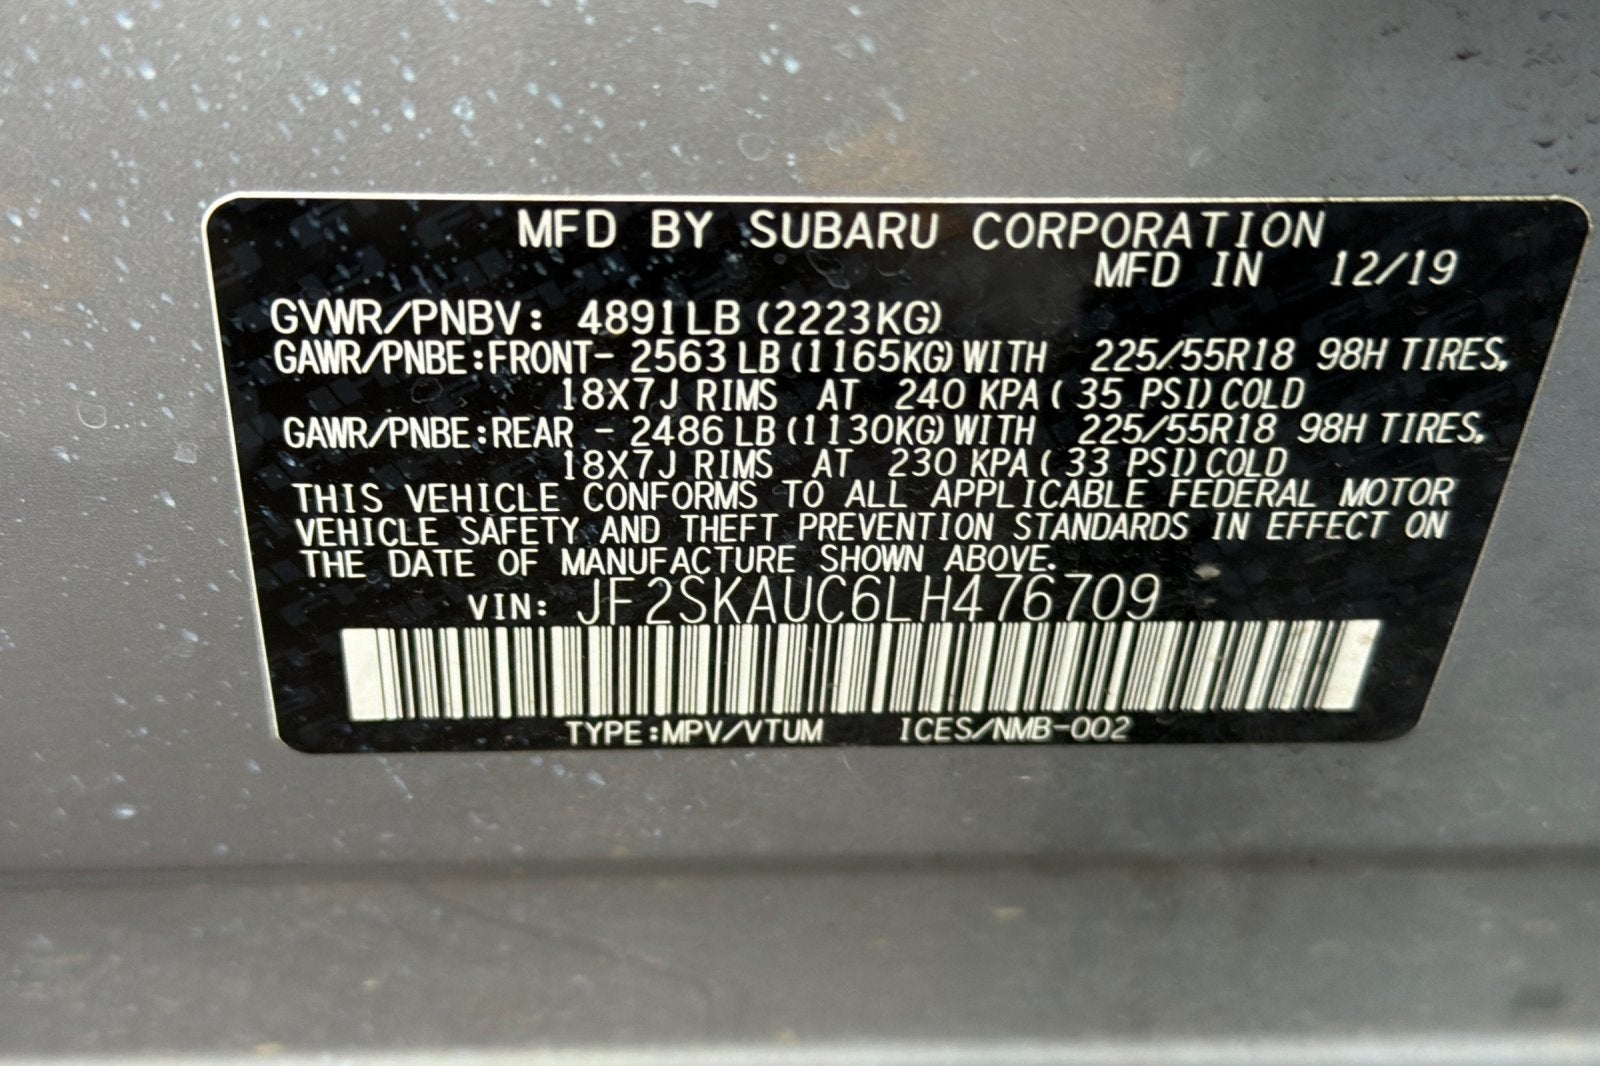 MFD BY SUBARU CORPORATION
MFD IN 12/19
GVWR/PNBV: 4891LB (2223KG)
GAWR/PNBE:FRONT- 2563 LB (1165KG) WITH 225/55R18 98H TIRES,
18X7J RIMS AT 240 KPA ( 35 PSI) COLD
GAWR/PNBE:REAR - 2486 LB (1130KG) WITH 225/55R18 98H TIRES,
18X7J RIMS AT 230 KPA ( 33 PSI) COLD
THIS VEHICLE CONFORMS TO ALL APPLICABLE FEDERAL MOTOR
VEHICLE SAFETY AND THEFT PREVENTION STANDARDS IN EFFECT ON
THE DATE OF MANUFACTURE SHOWN ABOVE.
VIN: JF2SKAUC6LH476709
TYPE:MPV/VTUM ICES/NMB-002